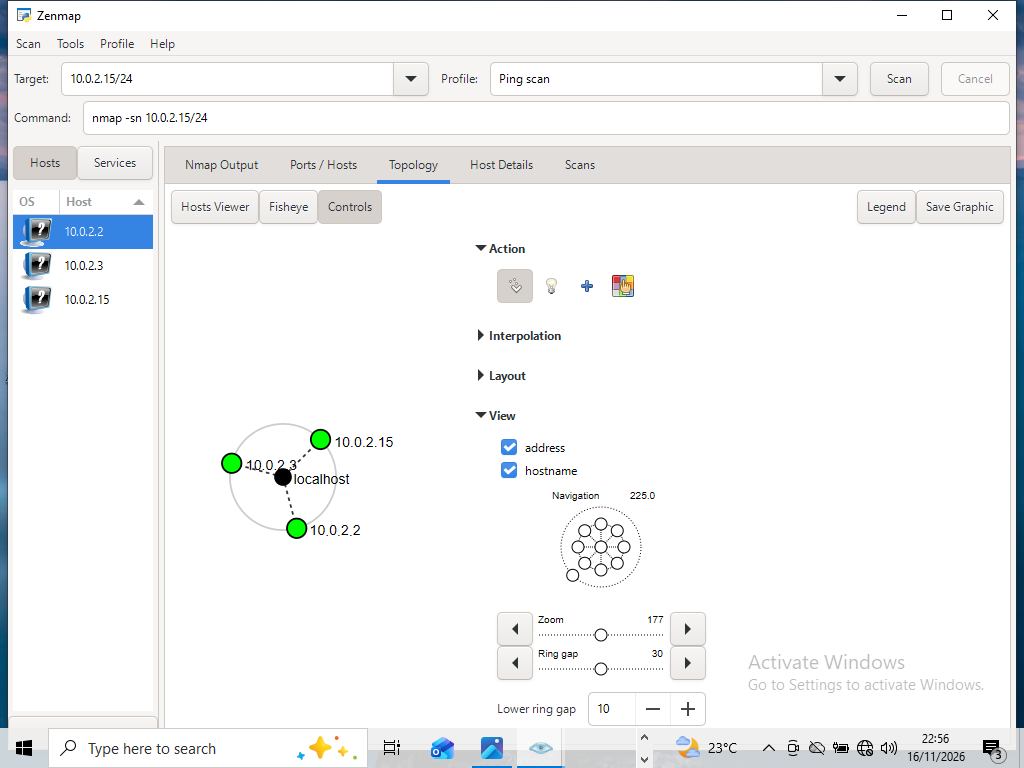 Zenmap
Scan Tools Profile Help
Target: 10.0.2.15/24 Profile: Ping scan Scan Cancel
Command: nmap -sn 10.0.2.15/24
Hosts Services
Nmap Output Ports / Hosts Topology Host Details Scans
OS Host
10.0.2.2
10.0.2.3
10.0.2.15
Hosts Viewer Fisheye Controls Legend Save Graphic
Action
Interpolation
Layout
View
address
hostname
Navigation 225.0
Zoom 177
Ring gap 30
Lower ring gap 10
10.0.2.15
10.0.2.3
localhost
10.0.2.2
Activate Windows
Go to Settings to activate Windows.
Type here to search
23°C
22:56
16/11/2026
3